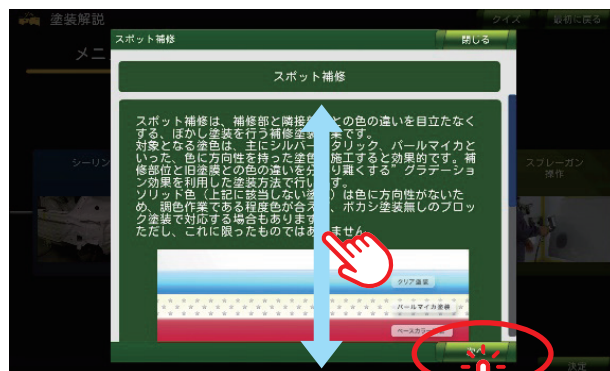 塗装解説
クイズ
最初に戻る
スポット補修
閉じる
メニ
スポット補修
スポット補修は、補修部と隣接 との色の違いを目立たなく
する、ぼかし塗装を行う補修塗 業です。
対象となる塗色は、主にシルバー タリック、パールマイカと
いった、色に方向性を持った塗色 施工すると効果的です。補
修部位と旧塗膜との色の違いを分 り難くする”グラデーショ
ン効果を利用した塗装方法で行い す。
ソリッド色（上記に該当しない塗 ）は色に方向性がないた
め、調色作業である程度色が合え 、ボカシ塗装無しのブロッ
ク塗装で対応する場合もあります
ただし、これに限ったものではあ ません。
シーリン
スプレーガン
操作
クリア塗装
パールマイカ塗装
ベースカラー
次へ
決定